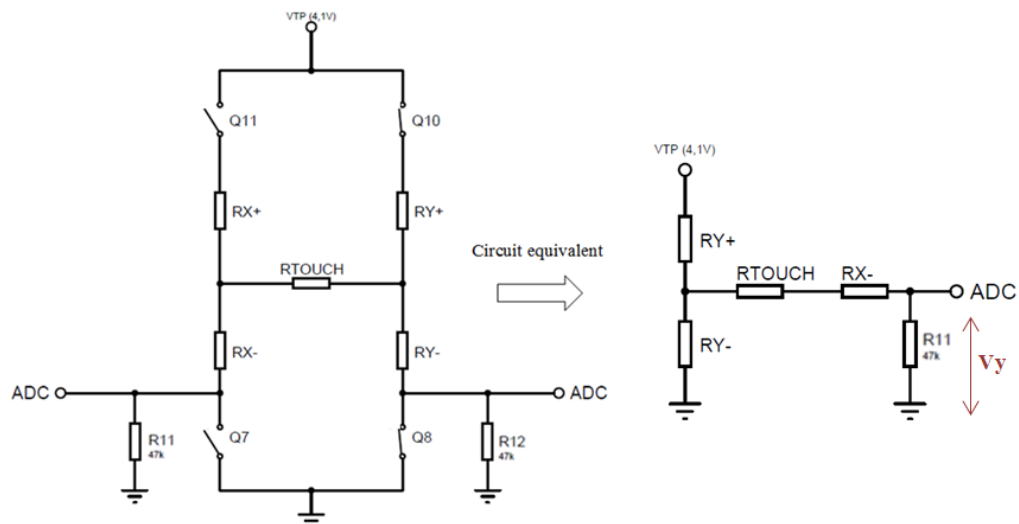 VTP (4,1V)
Q11
Q10
RX+
RY+
RTOUCH
RX-
RY-
ADC
ADC
R11
47k
Q7
Q8
R12
47k
Circuit equivalent
VTP (4,1V)
RY+
RTOUCH
RX-
ADC
RY-
R11
47k
Vy